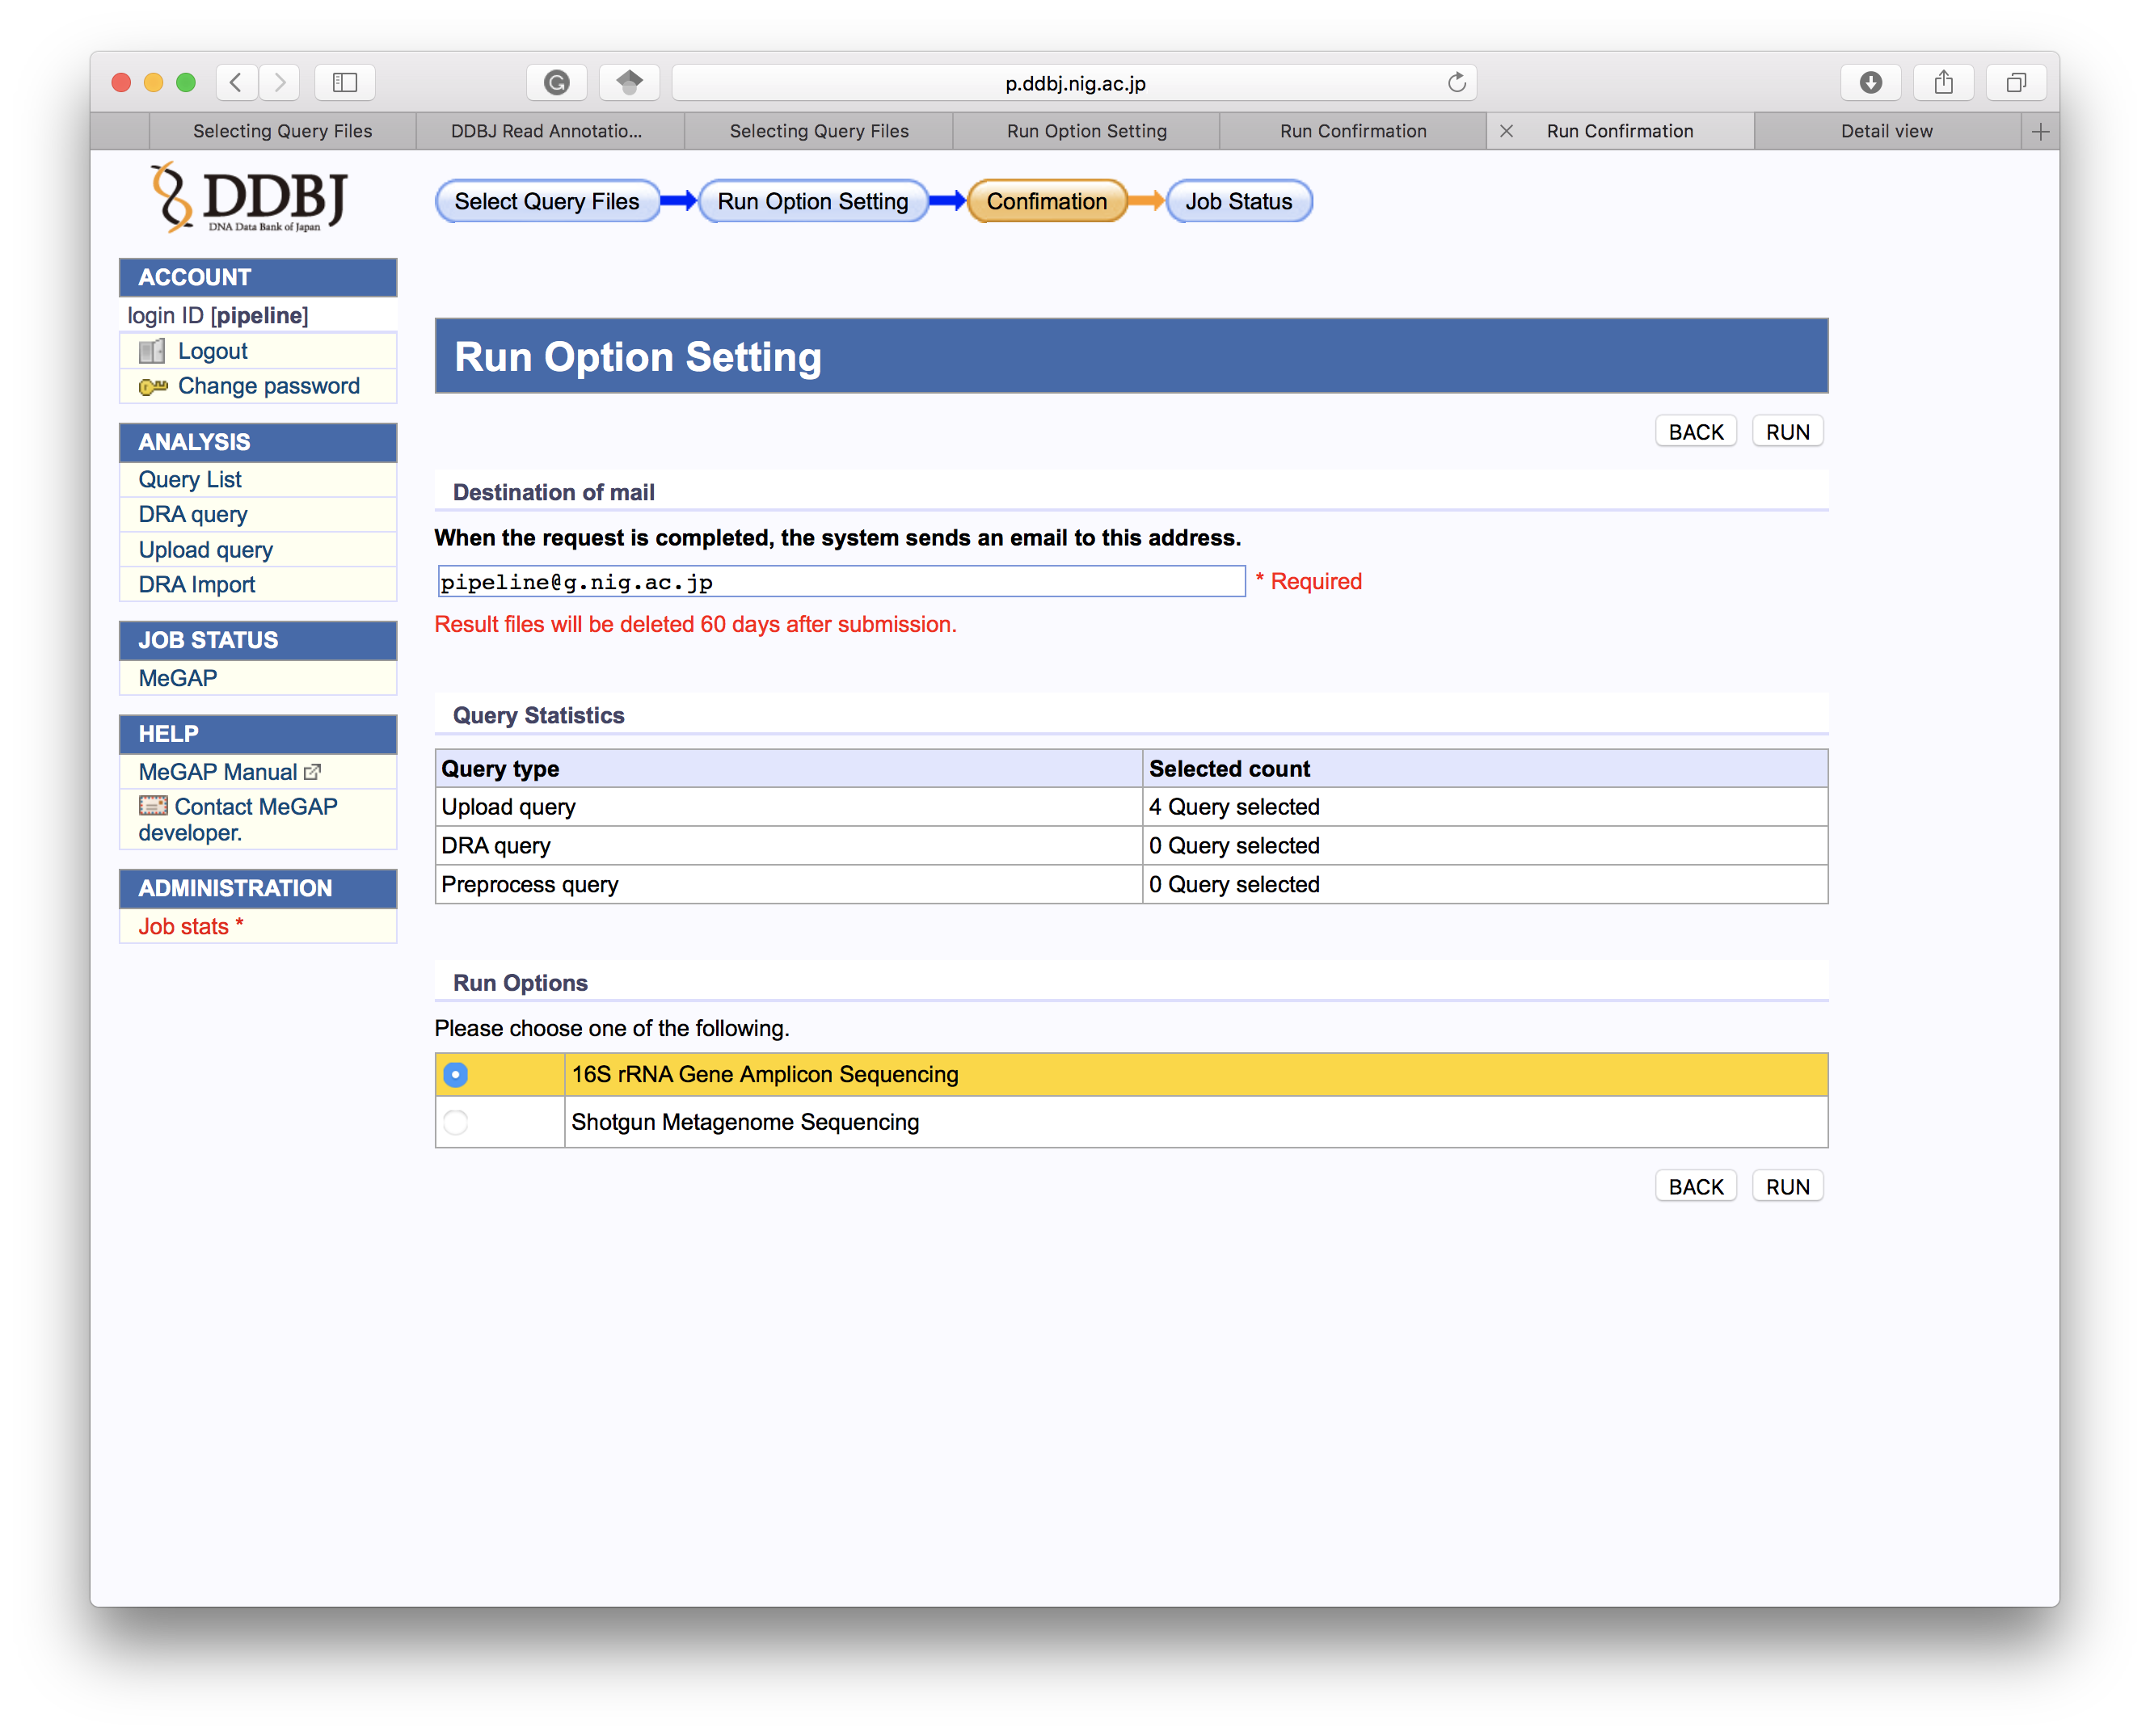 p.ddbj.nig.ac.jp
Selecting Query Files
DDBJ Read Annotatio...
Selecting Query Files
Run Option Setting
Run Confirmation
Run Confirmation
Detail view
DDBJ
DNA Data Bank of Japan
Select Query Files
Run Option Setting
Confimation
Job Status
ACCOUNT
login ID [pipeline]
Logout
Change password
ANALYSIS
Query List
DRA query
Upload query
DRA Import
JOB STATUS
MeGAP
HELP
MeGAP Manual
Contact MeGAP
developer.
ADMINISTRATION
Job stats *
Run Option Setting
BACK RUN
Destination of mail
When the request is completed, the system sends an email to this address.
pipeline@g.nig.ac.jp * Required
Result files will be deleted 60 days after submission.
Query Statistics
Query type Selected count
Upload query 4 Query selected
DRA query 0 Query selected
Preprocess query 0 Query selected
Run Options
Please choose one of the following.
16S rRNA Gene Amplicon Sequencing
Shotgun Metagenome Sequencing
BACK RUN